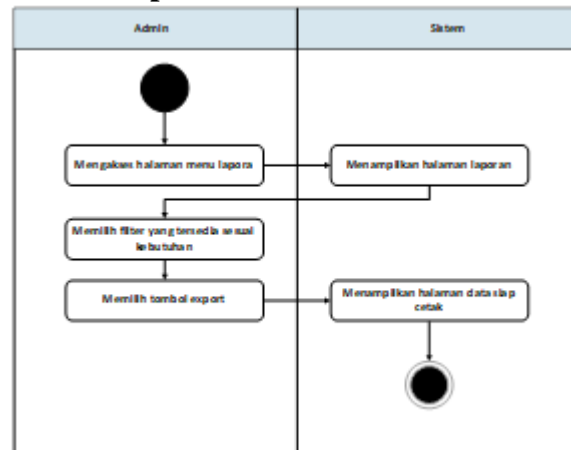 Admin
Sistem
Mengakses halaman menu lapora
Menampilkan halaman laporan
Memilih filter yang tersedia sesuai
kebutuhan
Memilih tombol export
Menampilkan halaman data siap
cetak